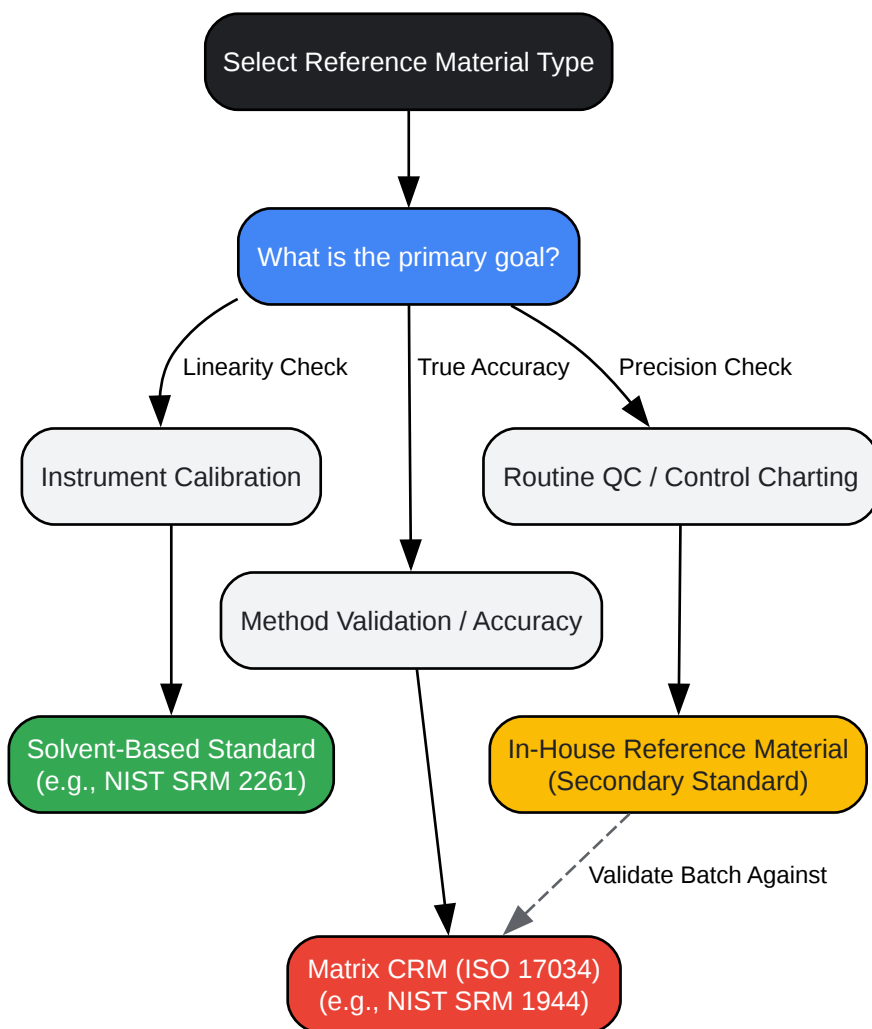 Select Reference Material Type
What is the primary goal?
Linearity Check
True Accuracy
Precision Check
Instrument Calibration
Routine QC / Control Charting
Method Validation / Accuracy
Solvent-Based Standard
(e.g., NIST SRM 2261)
In-House Reference Material
(Secondary Standard)
Validate Batch Against
Matrix CRM (ISO 17034)
(e.g., NIST SRM 1944)